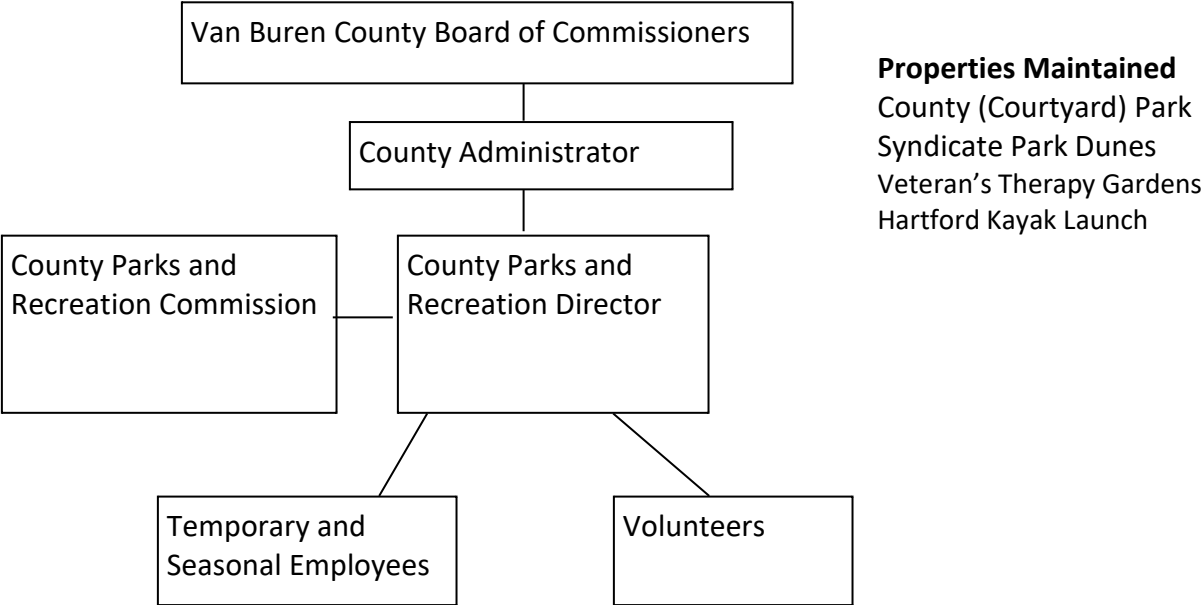 Van Buren County Board of Commissioners
County Administrator
County Parks and
Recreation Commission
County Parks and
Recreation Director
Temporary and
Seasonal Employees
Volunteers
Properties Maintained
County (Courtyard) Park
Syndicate Park Dunes
Veteran’s Therapy Gardens
Hartford Kayak Launch